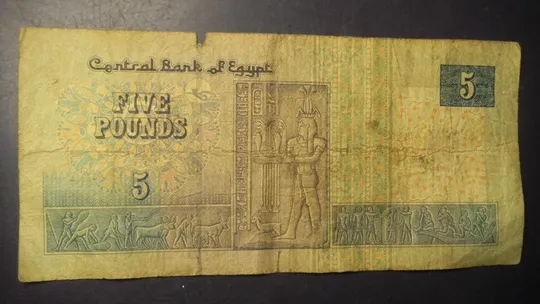 Central Bank of Egypt
5
FIVE
POUNDS
5